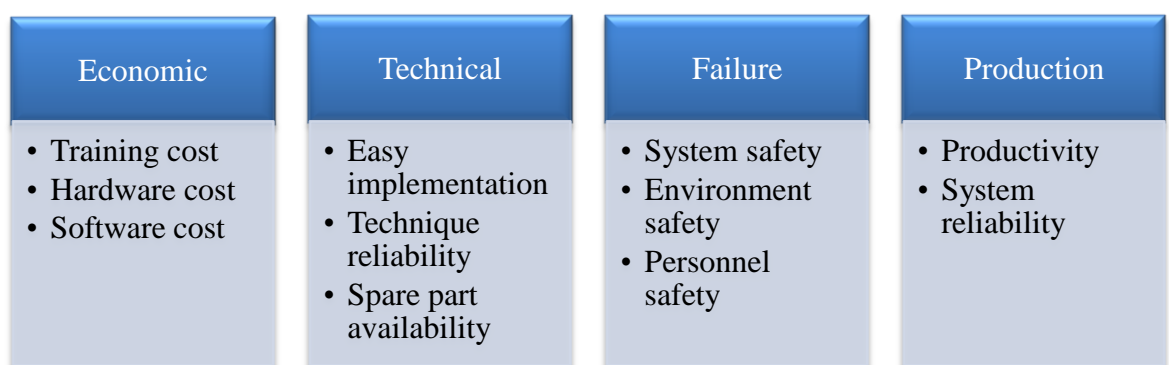 Economic
• Training cost
• Hardware cost
• Software cost
Technical
• Easy
implementation
• Technique
reliability
• Spare part
availability
Failure
• System safety
• Environment
safety
• Personnel
safety
Production
• Productivity
• System
reliability